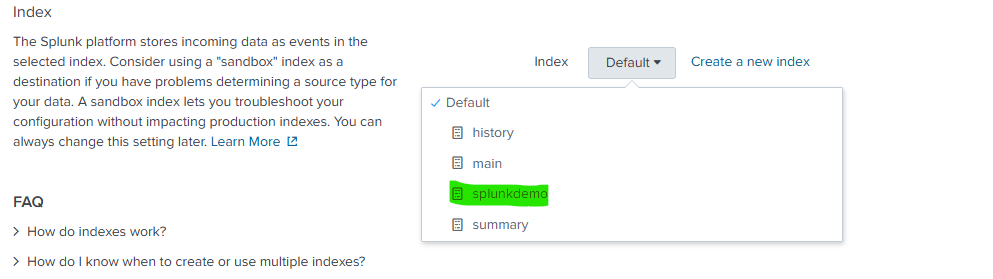 Index
The Splunk platform stores incoming data as events in the
selected index. Consider using a "sandbox" index as a
destination if you have problems determining a source type for
your data. A sandbox index lets you troubleshoot your
configuration without impacting production indexes. You can
always change this setting later. Learn More
FAQ
How do indexes work?
How do I know when to create or use multiple indexes?
Index
Default
Create a new index
Default
history
main
splunkdemo
summary